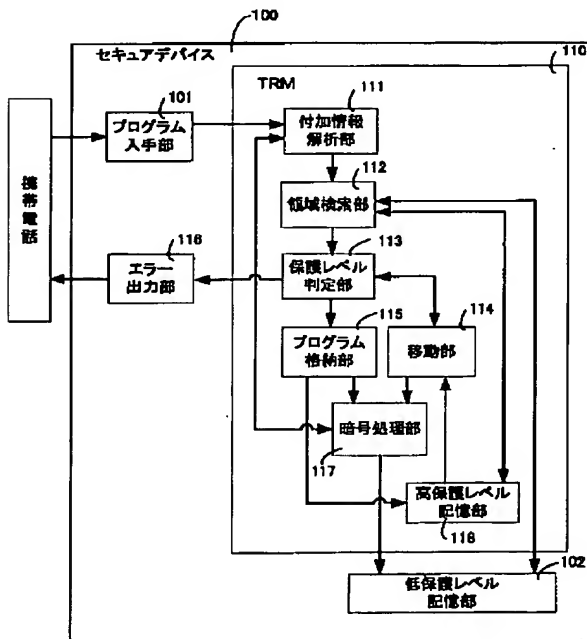 100
セキュアデバイス
110
TRM
111
付加情報
解析部
101
プログラム
入手部
携帯電話
112
領域検索部
113
保護レベル
判定部
116
エラー
出力部
115
プログラム
格納部
114
移動部
暗号処理部
117
高保護レベル
記憶部
118
102
低保護レベル
記憶部